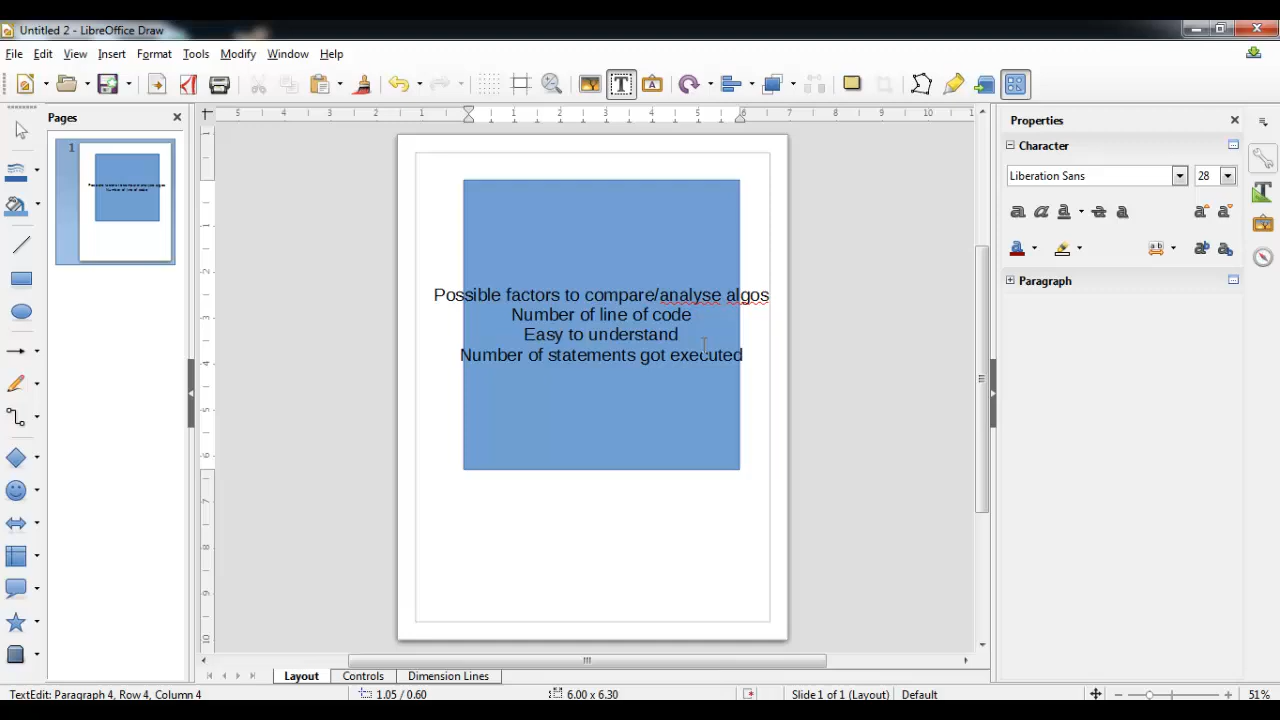 Untitled 2 - LibreOffice Draw
File Edit View Insert Format Tools Modify Window Help
Pages
1
Possible factors to compare/analyse algos
Number of line of code
Easy to understand
Number of statements got executed
Properties
Character
Liberation Sans 28
Paragraph
Layout Controls Dimension Lines
TextEdit: Paragraph 4, Row 4, Column 4 1.05 / 0.60 6.00 x 6.30 Slide 1 of 1 (Layout) Default 51%